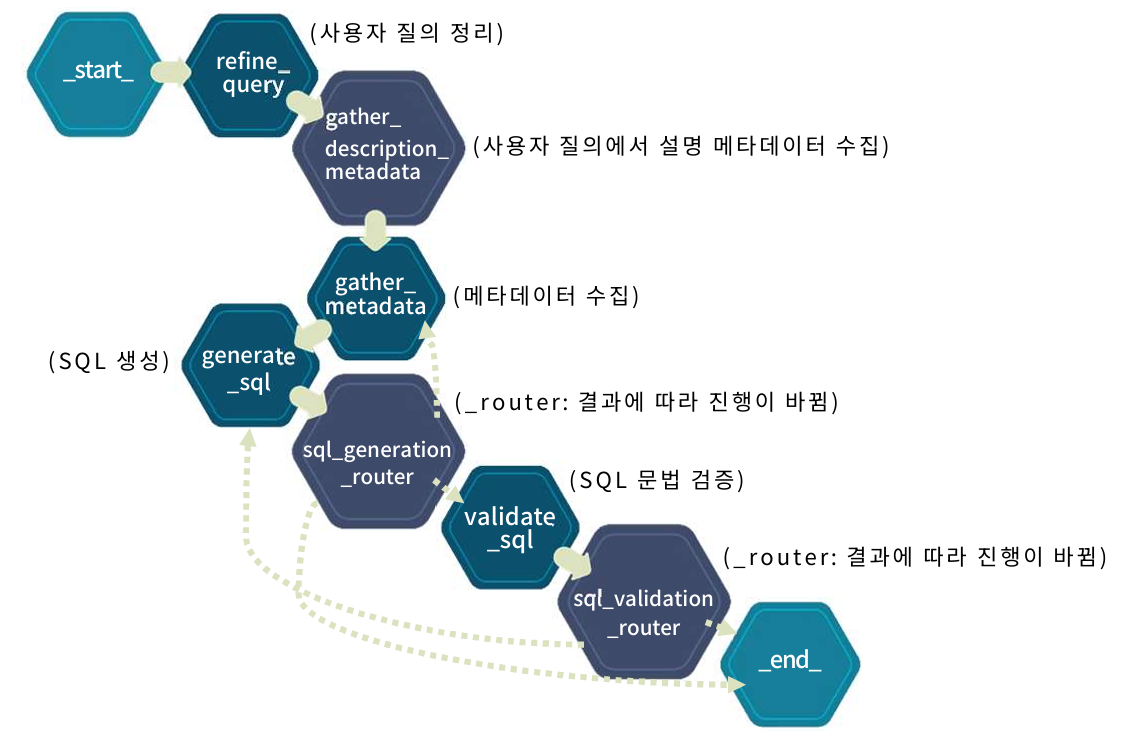 (사용자 질의 정리)
_start_
refine_
query
gather_
description_
metadata
(사용자 질의에서 설명 메타데이터 수집)
gather_
metadata
(메타데이터 수집)
(SQL 생성)
generate
_sql
(_router: 결과에 따라 진행이 바뀜)
sql_generation
_router
(SQL 문법 검증)
validate
_sql
(_router: 결과에 따라 진행이 바뀜)
sql_validation
_router
_end_